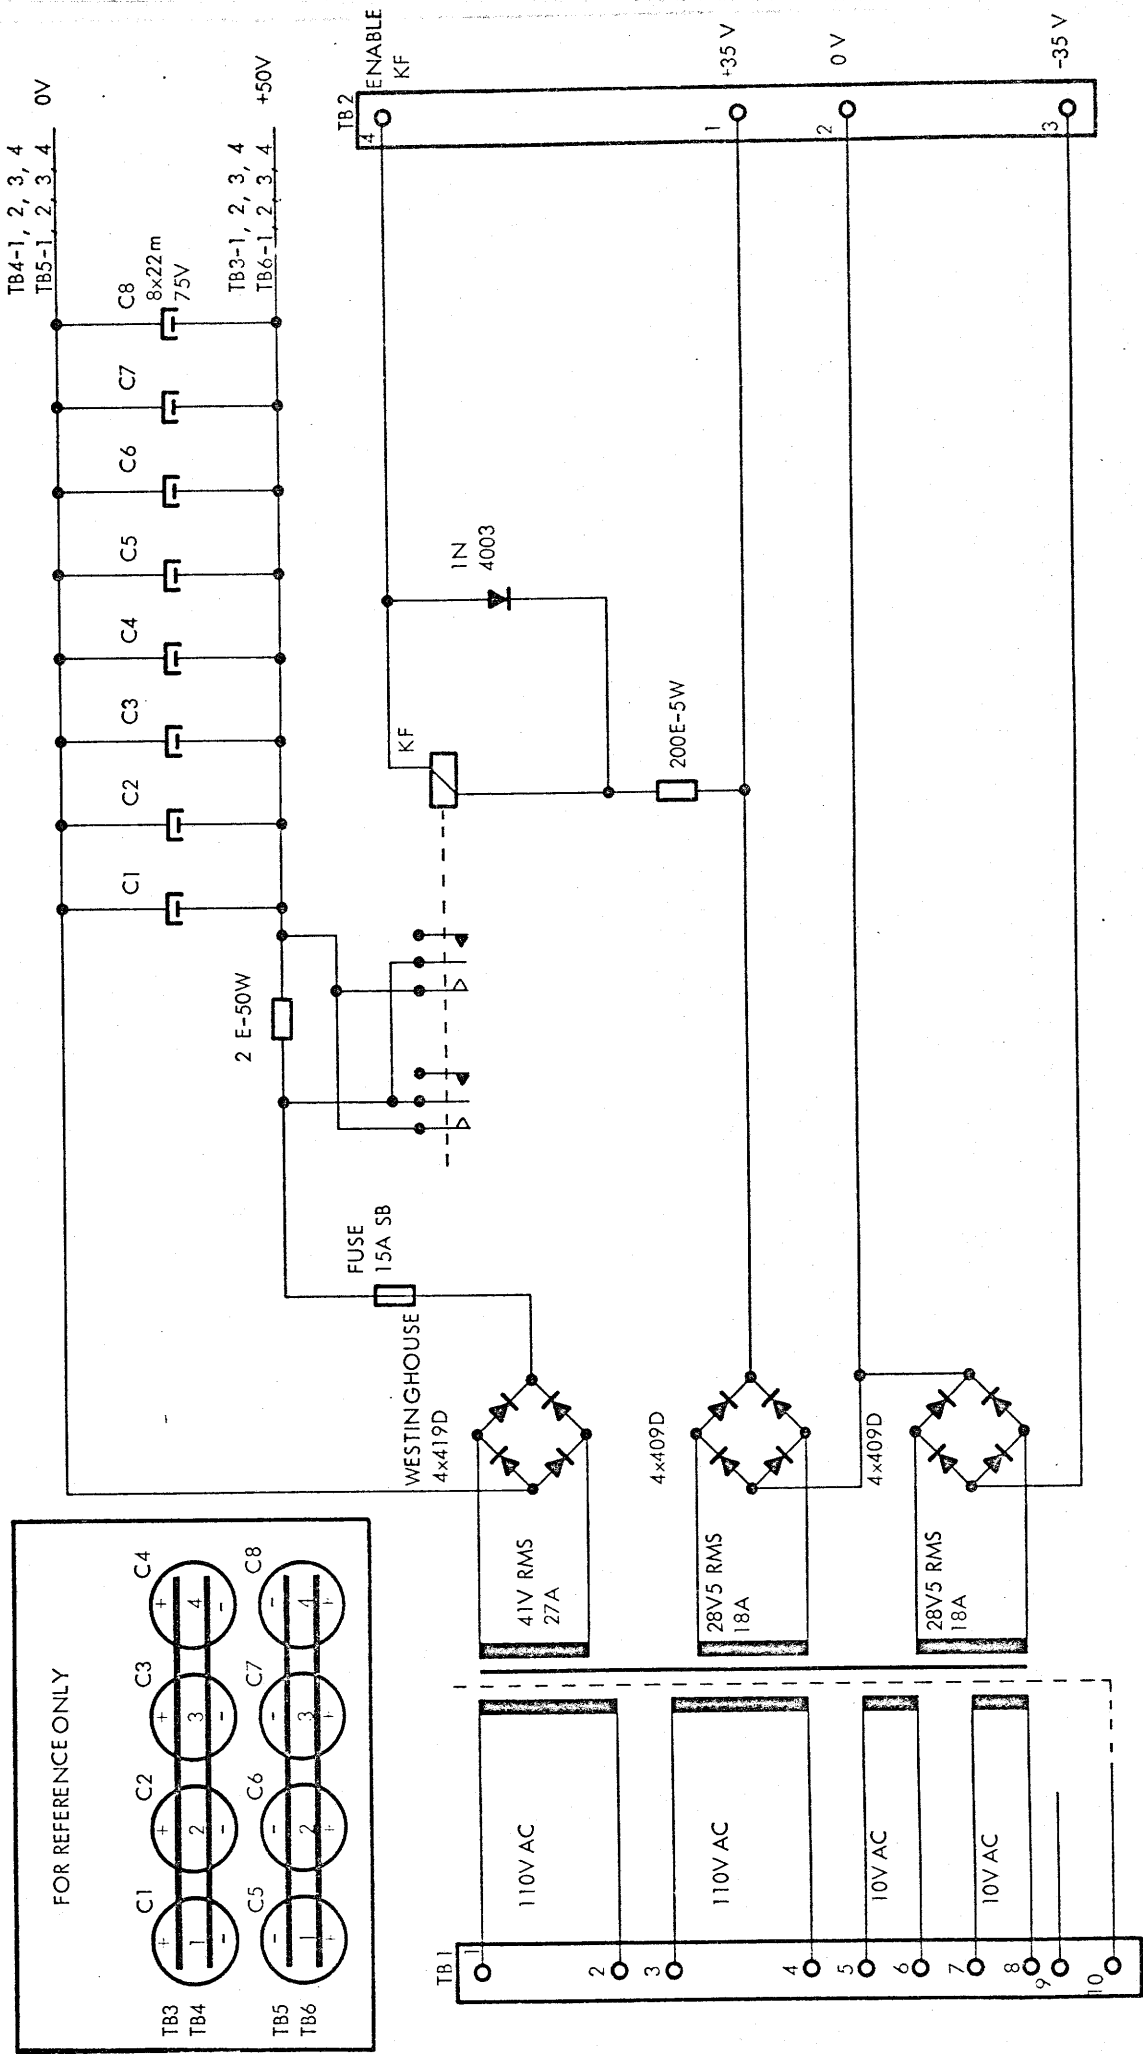 FOR REFERENCE ONLY
C1 C2 C3 C4
+ + + +
TB3
1 2 3 4
TB4
- - - -
C5 C6 C7 C8
- - - -
TB5
1 2 3 4
TB6
+ + + +
TB4-1, 2, 3, 4
TB5-1, 2, 3, 4
0V
C1
C2
C3
C4
C5
C6
C7
C8
8x22m
75V
TB3-1, 2, 3, 4
TB6-1, 2, 3, 4
+50V
2 E-50W
FUSE
15A SB
WESTINGHOUSE
4x419D
KF
1N
4003
200E-5W
TB 2
4
ENABLE
KF
1
+35 V
2
0 V
3
-35 V
4x409D
4x409D
41V RMS
27A
28V5 RMS
18A
28V5 RMS
18A
110V AC
110V AC
10V AC
10V AC
TB 1
1
2
3
4
5
6
7
8
9
10